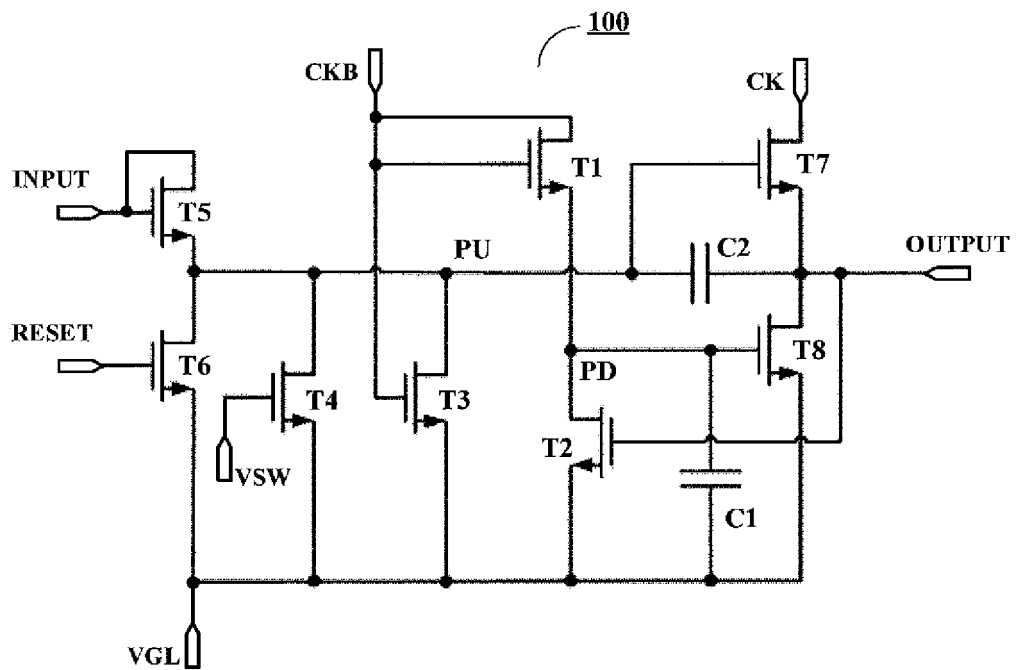 100
CKB
CK
T1
T7
INPUT
T5
PU
C2
OUTPUT
RESET
T6
T4
T3
PD
T8
T2
VSW
C1
VGL